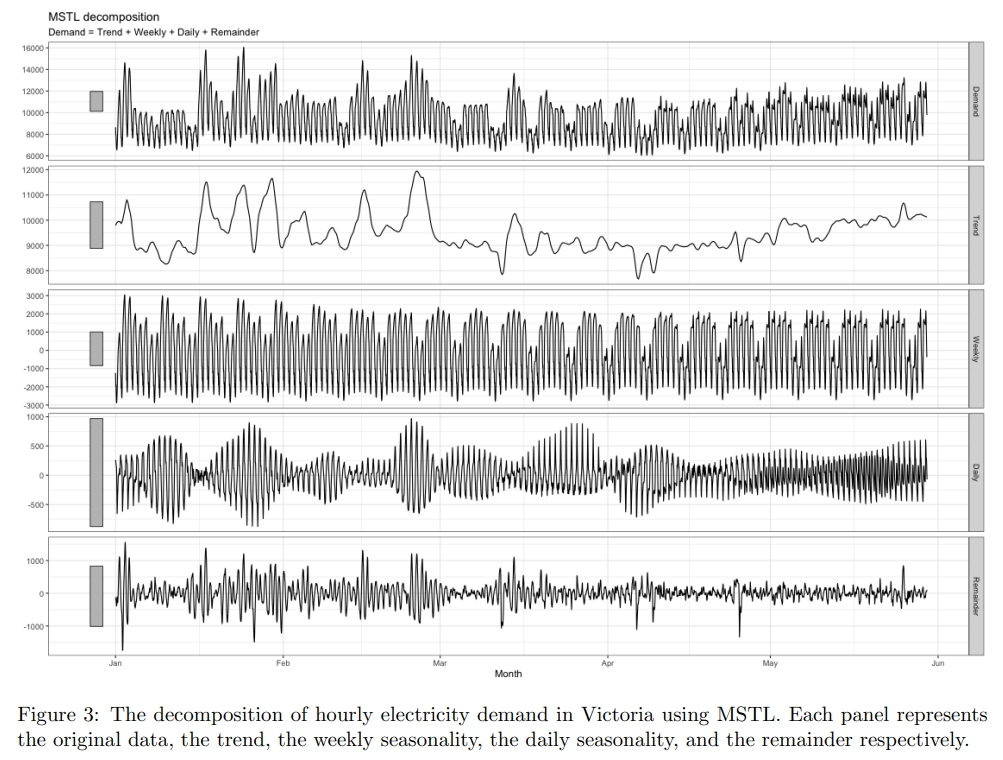 MSTL decomposition
Demand = Trend + Weekly + Daily + Remainder
16000
14000
12000
10000
8000
6000
Demand
12000
11000
10000
9000
8000
Trend
3000
2000
1000
0
-1000
-2000
-3000
Weekly
1000
500
0
-500
Daily
1000
0
-1000
Remainder
Jan
Feb
Mar
Apr
May
Jun
Month
Figure 3: The decomposition of hourly electricity demand in Victoria using MSTL. Each panel represents
the original data, the trend, the weekly seasonality, the daily seasonality, and the remainder respectively.